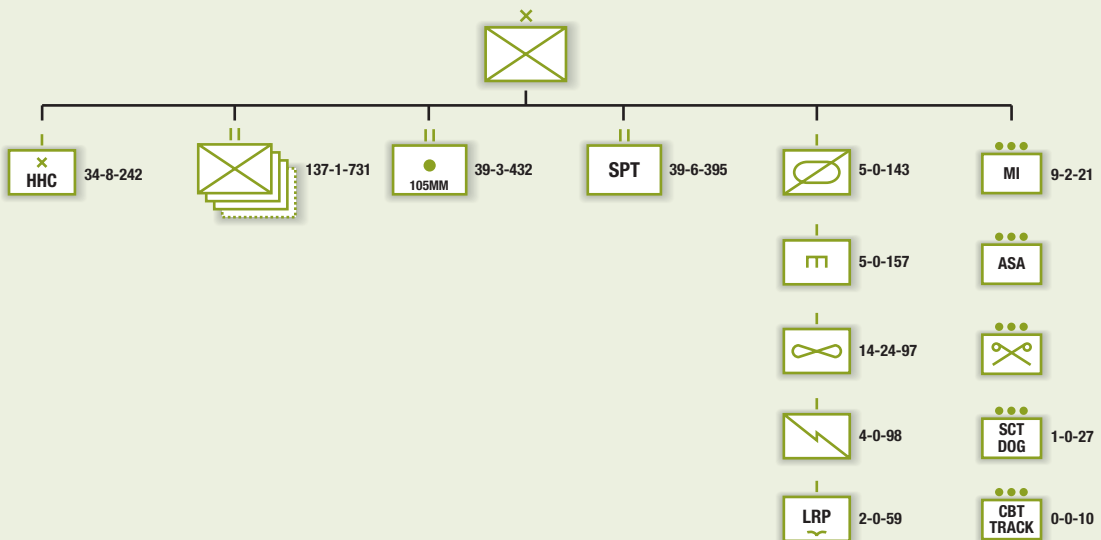 HHC
34-8-242
137-1-731
105MM
39-3-432
SPT
39-6-395
5-0-143
MI
9-2-21
5-0-157
ASA
14-24-97
4-0-98
SCT
DOG
1-0-27
LRP
2-0-59
CBT
TRACK
0-0-10